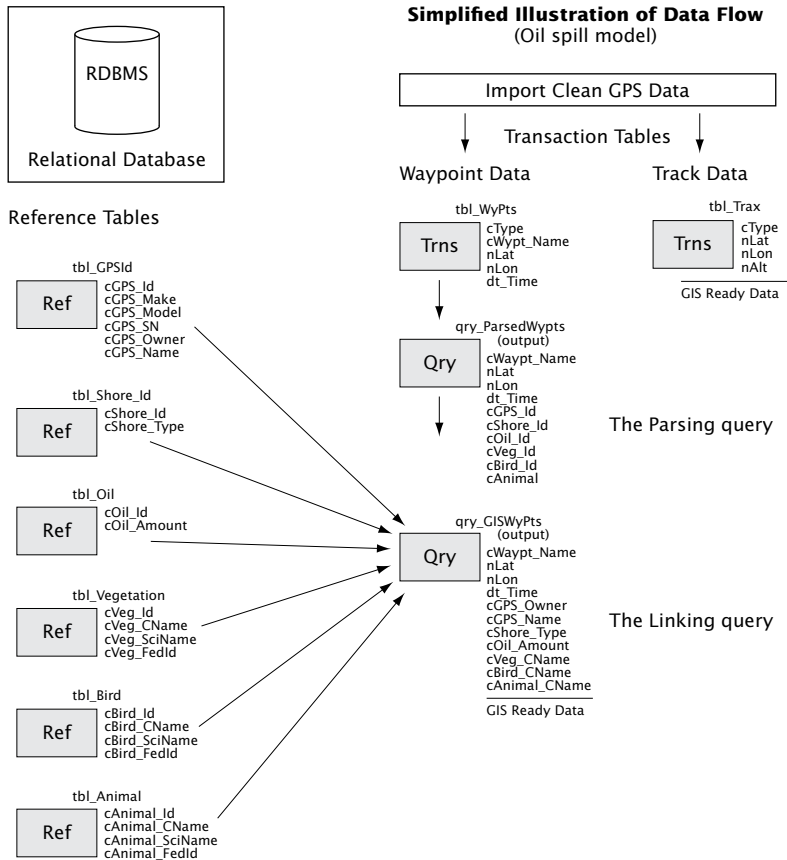 Simplified Illustration of Data Flow
(Oil spill model)
RDBMS
Relational Database
Import Clean GPS Data
Transaction Tables
Waypoint Data
Track Data
tbl_WyPts
Trns
cType
cWypt_Name
nLat
nLon
dt_Time
tbl_Trax
Trns
cType
nLat
nLon
nAlt
GIS Ready Data
Reference Tables
tbl_GPSId
Ref
cGPS_Id
cGPS_Make
cGPS_Model
cGPS_SN
cGPS_Owner
cGPS_Name
qry_ParsedWypts
(output)
Qry
cWaypt_Name
nLat
nLon
dt_Time
cGPS_Id
cShore_Id
cOil_Id
cVeg_Id
cBird_Id
cAnimal
The Parsing query
tbl_Shore_Id
Ref
cShore_Id
cShore_Type
tbl_Oil
Ref
cOil_Id
cOil_Amount
qry_GISWyPts
(output)
Qry
cWaypt_Name
nLat
nLon
dt_Time
cGPS_Owner
cGPS_Name
cShore_Type
cOil_Amount
cVeg_CName
cBird_CName
cAnimal_CName
GIS Ready Data
The Linking query
tbl_Vegetation
Ref
cVeg_Id
cVeg_CName
cVeg_SciName
cVeg_FedId
tbl_Bird
Ref
cBird_Id
cBird_CName
cBird_SciName
cBird_FedId
tbl_Animal
Ref
cAnimal_Id
cAnimal_CName
cAnimal_SciName
cAnimal_FedId